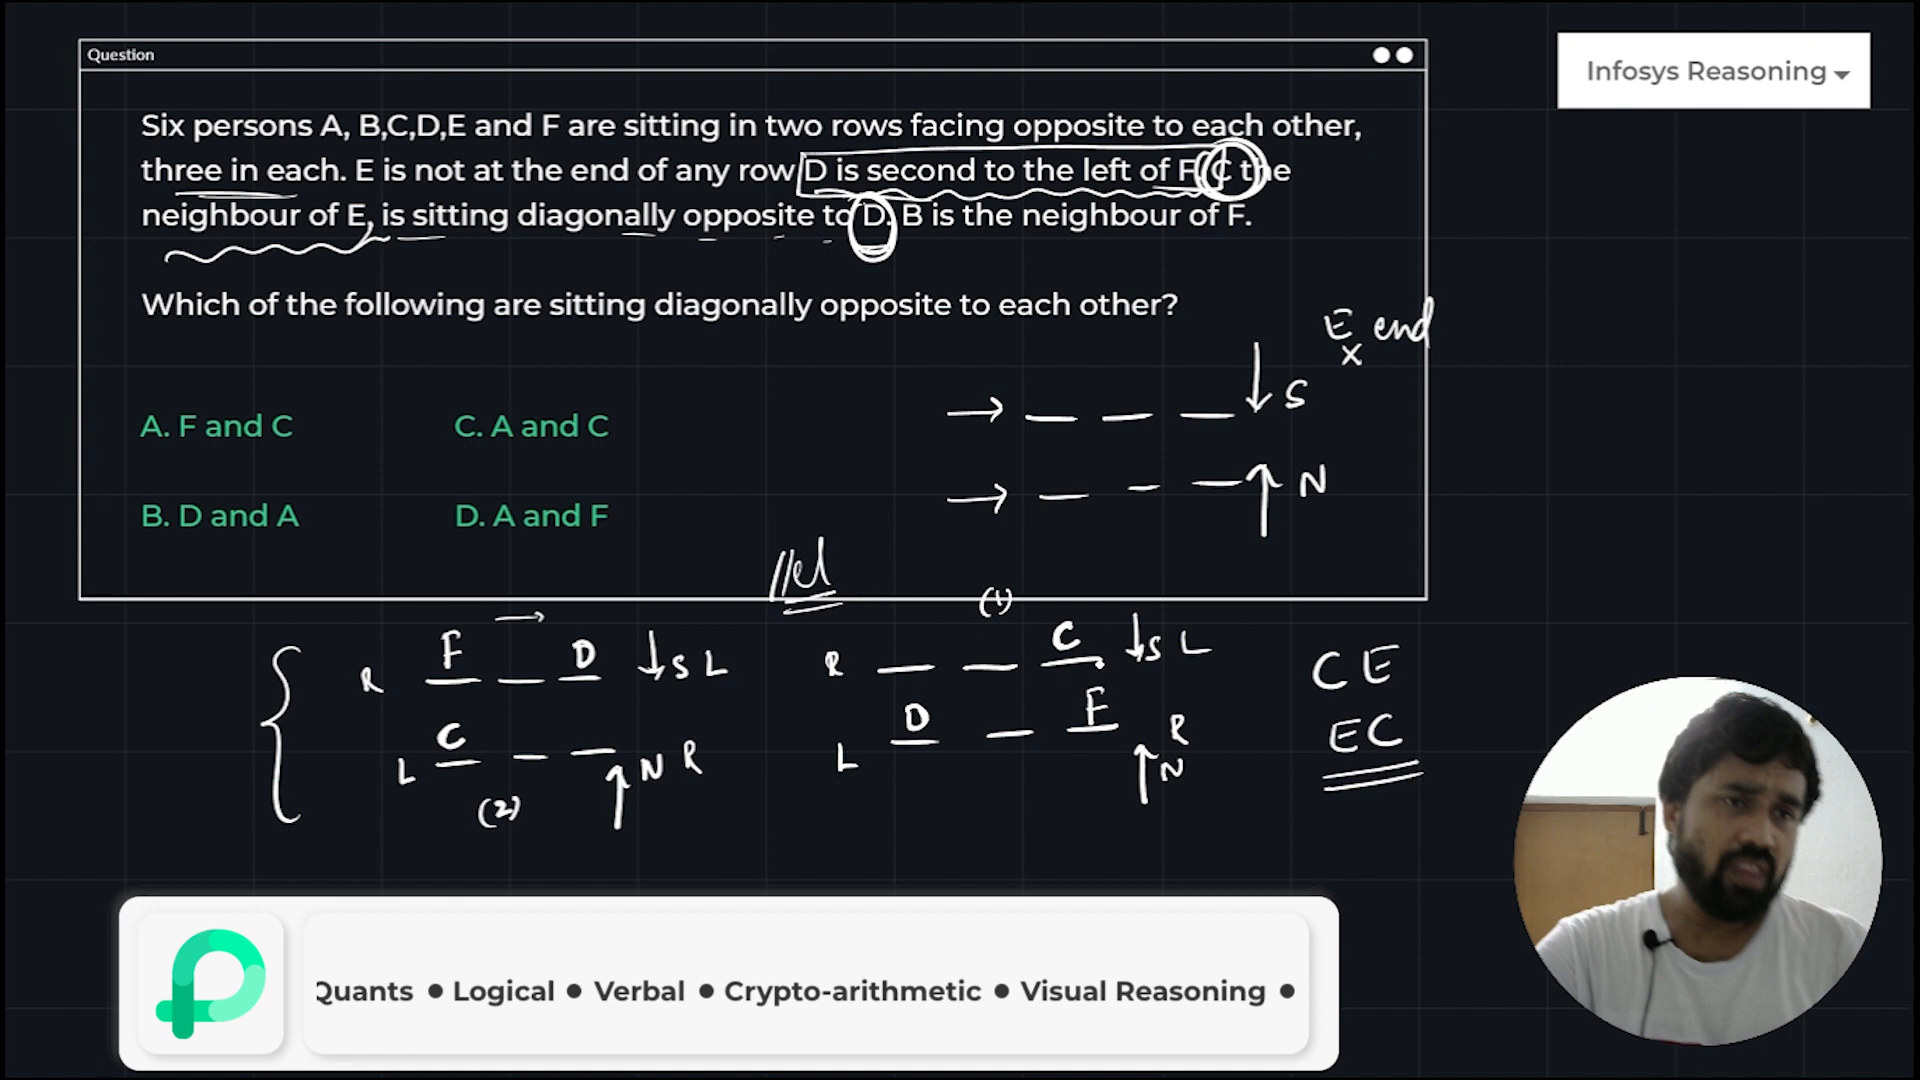 Question
Infosys Reasoning
Six persons A, B,C,D,E and F are sitting in two rows facing opposite to each other,
three in each. E is not at the end of any row D is second to the left of F. C the
neighbour of E, is sitting diagonally opposite to D. B is the neighbour of F.
Which of the following are sitting diagonally opposite to each other?
E end
x
A. F and C
C. A and C
B. D and A
D. A and F
→ — — — ↓ S
→ — — — ↑ N
//el
(1)
R F — D ↓ S L
R — — C ↓ S L
L C — — ↑ N R
L D — F ↑ N R
(2)
C E
E C
Quants • Logical • Verbal • Crypto-arithmetic • Visual Reasoning •